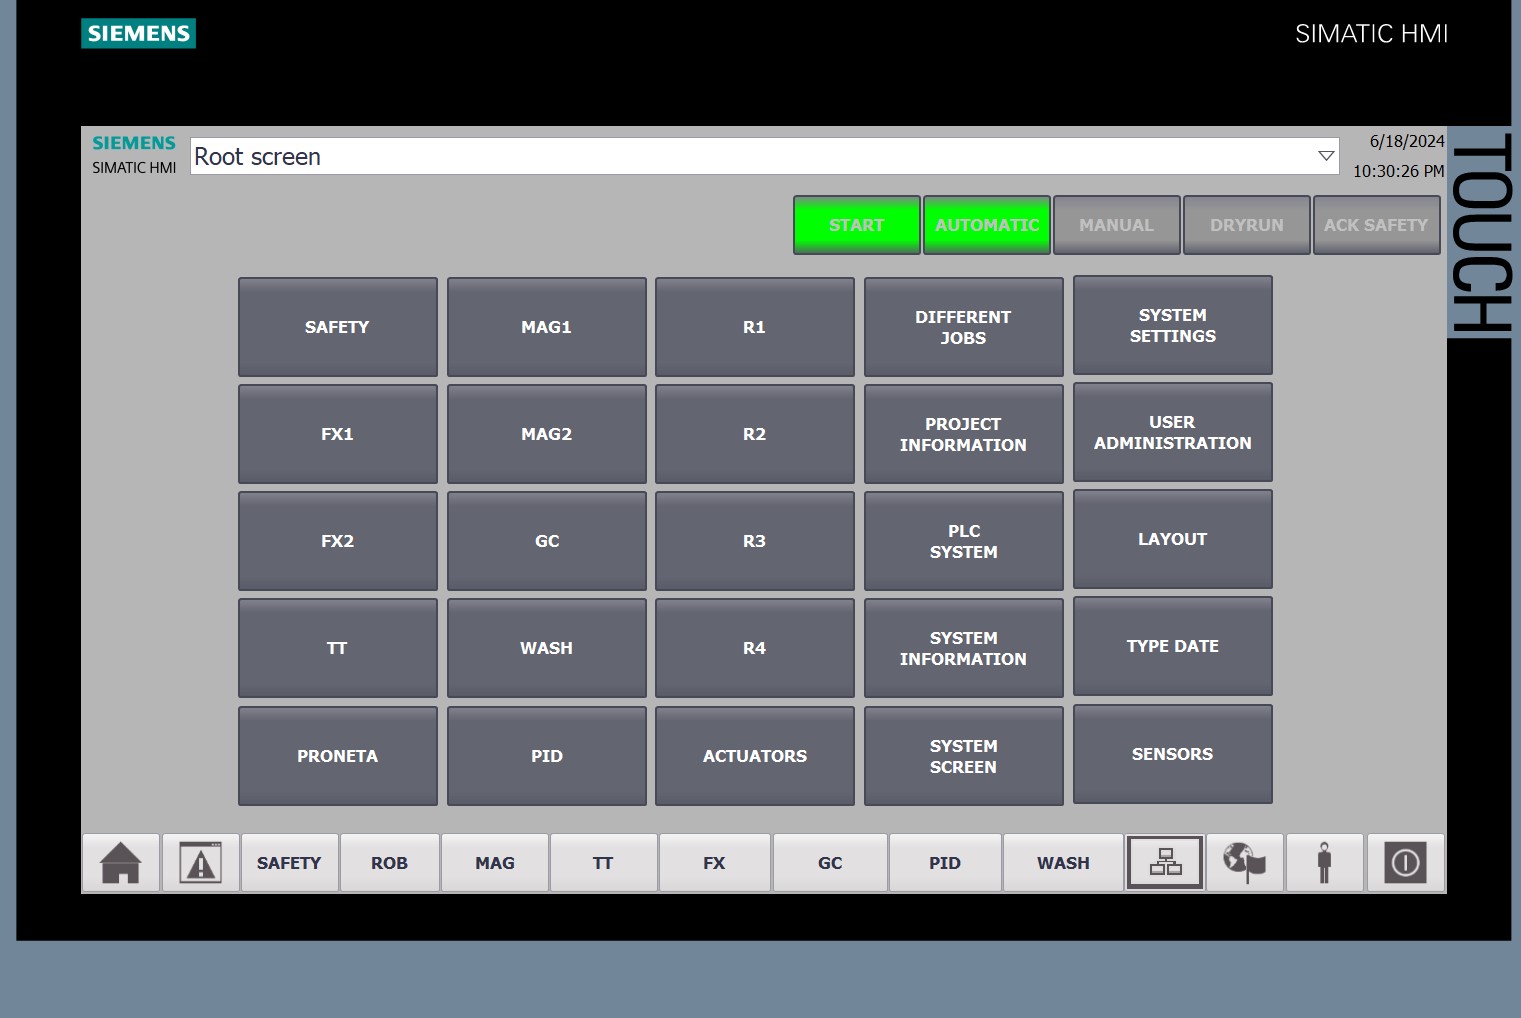 SIEMENS
SIMATIC HMI
SIEMENS
SIMATIC HMI
Root screen
6/18/2024
10:30:26 PM
TOUCH
START
AUTOMATIC
MANUAL
DRYRUN
ACK SAFETY
SAFETY
MAG1
R1
DIFFERENT
JOBS
SYSTEM
SETTINGS
FX1
MAG2
R2
PROJECT
INFORMATION
USER
ADMINISTRATION
FX2
GC
R3
PLC
SYSTEM
LAYOUT
TT
WASH
R4
SYSTEM
INFORMATION
TYPE DATE
PRONETA
PID
ACTUATORS
SYSTEM
SCREEN
SENSORS
SAFETY
ROB
MAG
TT
FX
GC
PID
WASH